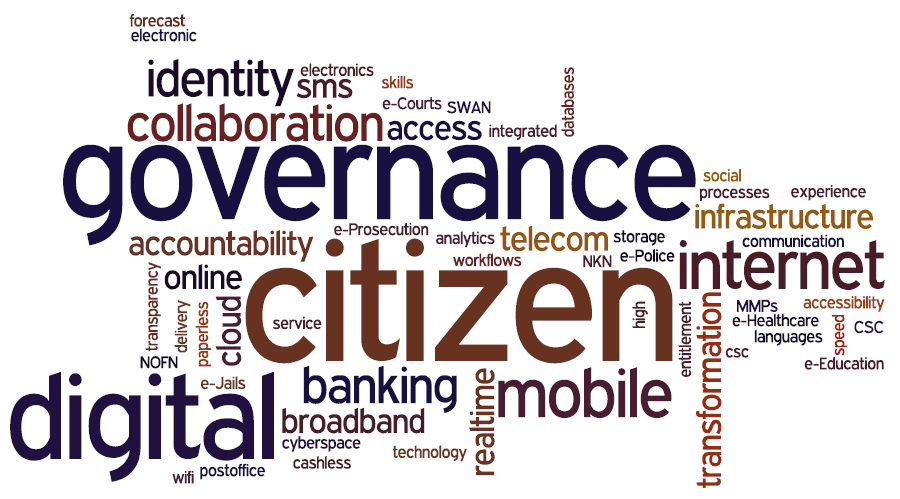 forecast
electronic
identity
electronics
sms
skills
e-Courts
SWAN
databases
collaboration
access
integrated
governance
social
processes
experience
infrastructure
e-Prosecution
accountability
analytics
telecom
storage
communication
workflows
NKN
e-Police
internet
transparency
online
citizen
delivery
paperless
cloud
service
high
entitlement
transformation
MMPs
accessibility
e-Healthcare
speed
CSC
languages
NOFN
csc
e-Education
e-Jails
digital
banking
realtime
mobile
broadband
cyberspace
technology
cashless
wifi
postoffice